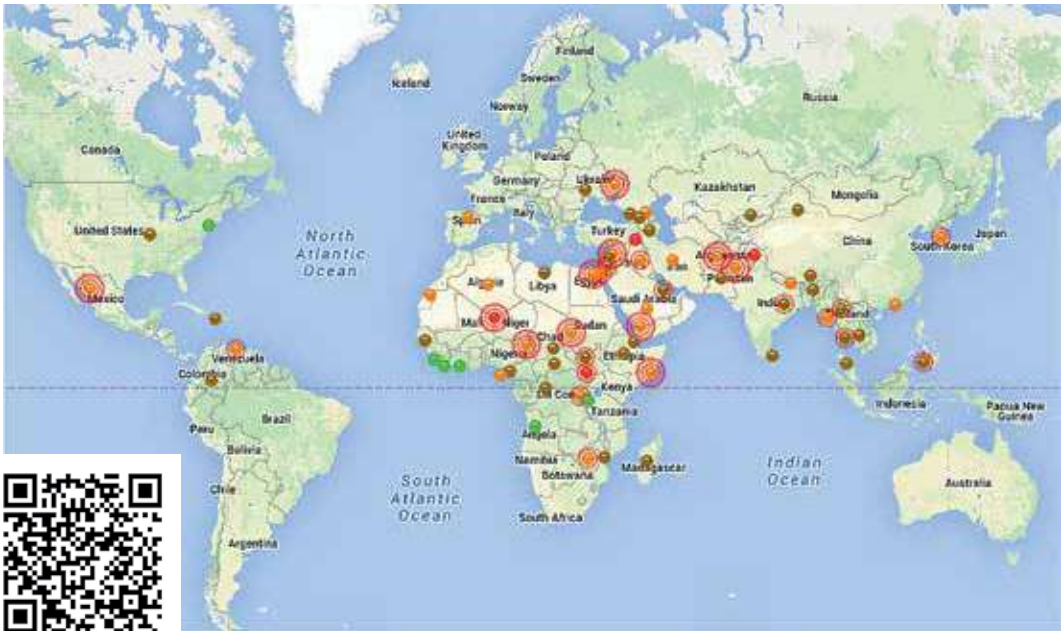 Finland
Iceland
Sweden
Russia
Norway
United
Kingdom
Canada
Poland
Germany
Kazakhstan
Mongolia
France
Italy
Spain
United States
Turkey
China
Japan
South Korea
North
Atlantic
Ocean
Iran
Algeria
Libya
Egypt
Saudi Arabia
Mexico
Niger
Chad
Sudan
Nigeria
Ethiopia
Venezuela
Colombia
Kenya
Tanzania
Indonesia
Papua New
Guinea
Brazil
Peru
Angola
Bolivia
Namibia
Madagascar
Botswana
Indian
Ocean
Australia
Chile
South
Atlantic
Ocean
South Africa
Argentina